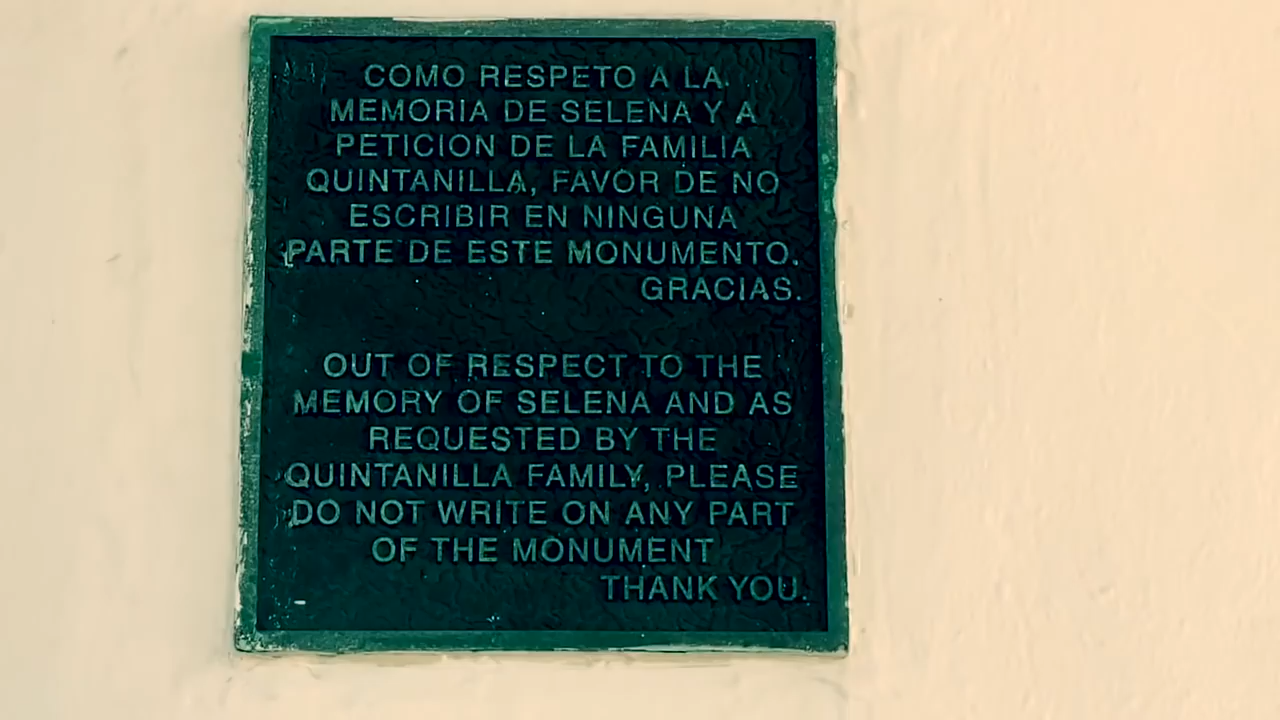 COMO RESPETO A LA
MEMORIA DE SELENA Y A
PETICION DE LA FAMILIA
QUINTANILLA, FAVOR DE NO
ESCRIBIR EN NINGUNA
PARTE DE ESTE MONUMENTO.
GRACIAS.
OUT OF RESPECT TO THE
MEMORY OF SELENA AND AS
REQUESTED BY THE
QUINTANILLA FAMILY, PLEASE
DO NOT WRITE ON ANY PART
OF THE MONUMENT
THANK YOU.